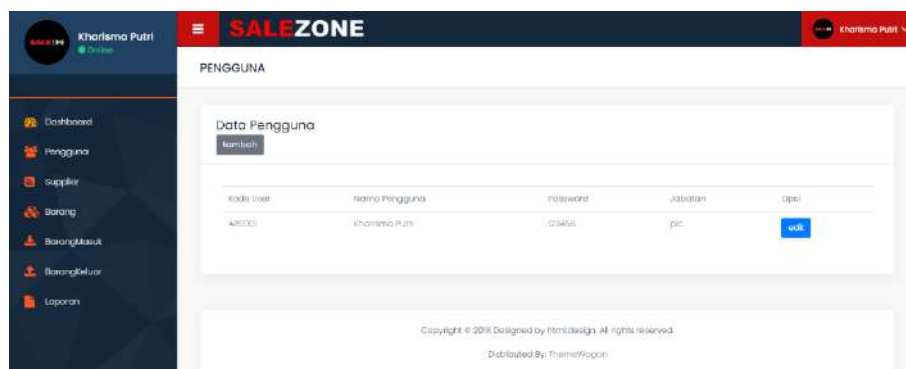 Kharisma Putri
Online
SALEZONE
Kharisma Putri
PENGGUNA
Dashboard
Pengguna
supplier
Barang
BarangMasuk
BarangKeluar
Laporan
Data Pengguna
tambah
Kode User Nama Pengguna Password Jabatan Opsi
Kharisma Putri 123456 pic edit
Copyright © 2018 Designed by html.design. All rights reserved.
Distributed By: ThemeWagon